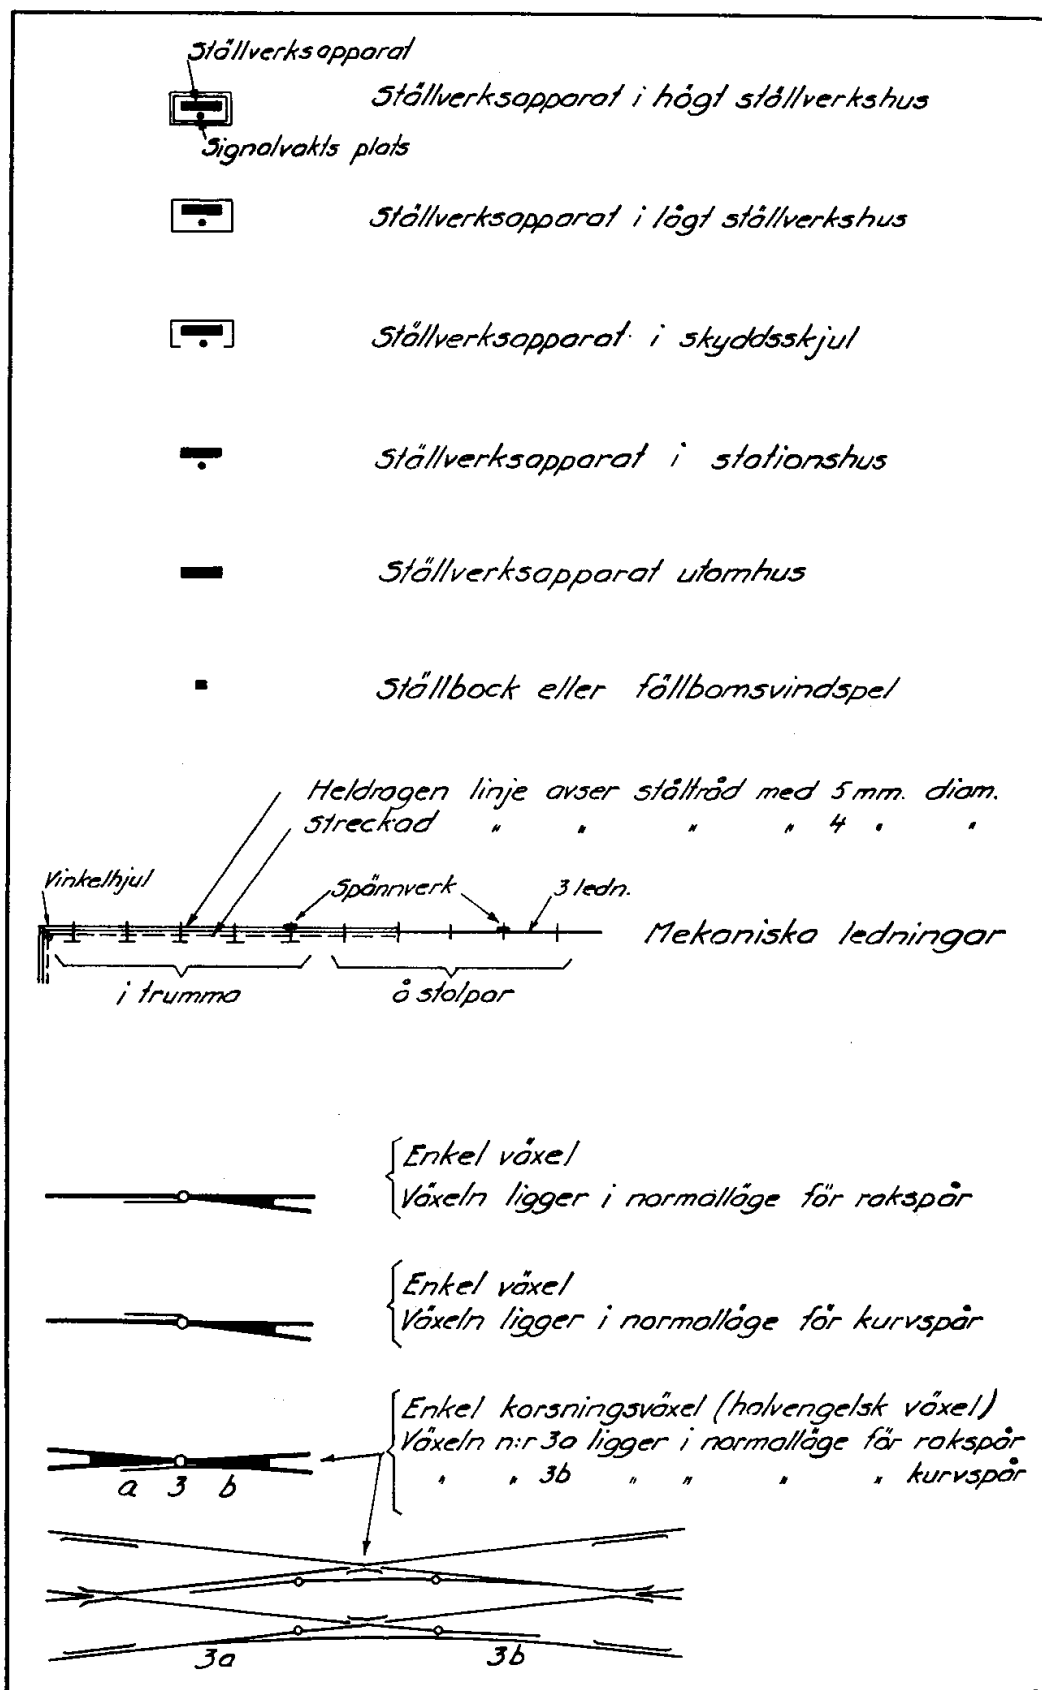 Ställverksapparat
Ställverksapparat i högt ställverkshus
Signalvakts plats
Ställverksapparat i lågt ställverkshus
Ställverksapparat i skyddsskjul
Ställverksapparat i stationshus
Ställverksapparat utomhus
Ställbock eller fällbomsvindspel
Heldragen linje avser ståltråd med 5 mm. diam.
Streckad " " " " 4 " "
Vinkelhjul
Spännverk
3 ledn.
Mekaniska ledningar
i trumma
å stolpar
Enkel växel
Växeln ligger i normalläge för rakspår
Enkel växel
Växeln ligger i normalläge för kurvspår
Enkel korsningsväxel (halvengelsk växel)
Växeln n:r 3a ligger i normalläge för rakspår
" " 3b " " " " kurvspår
a 3 b
3a
3b